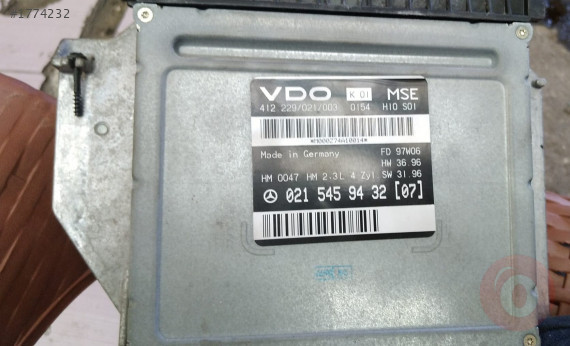 #1774232
VDO K 01 MSE
412 229/021/003 0154 H10 S01
Made in Germany FD 97W06
HW 36.96
HM 0047 HM 2.3L 4 Zyl SW 31.96
021 545 94 32 [07]